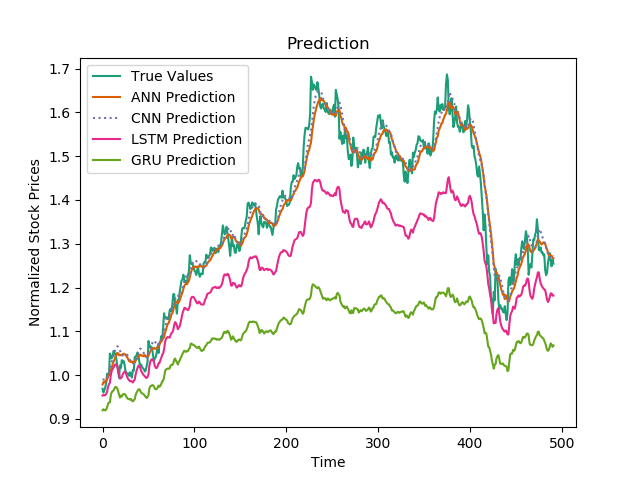 Prediction
Normalized Stock Prices
1.7
1.6
1.5
1.4
1.3
1.2
1.1
1.0
0.9
True Values
ANN Prediction
CNN Prediction
LSTM Prediction
GRU Prediction
0
100
200
300
400
500
Time